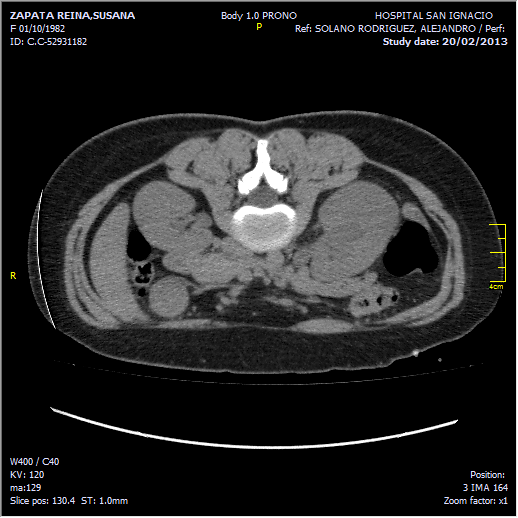 ZAPATA REINA,SUSANA
F 01/10/1982
ID: C.C-52931182
Body 1.0 PRONO
P
HOSPITAL SAN IGNACIO
Ref: SOLANO RODRIGUEZ, ALEJANDRO / Perf:
Study date: 20/02/2013
R
4cm
W400 / C40
KV: 120
ma:129
Slice pos: 130.4 ST: 1.0mm
Position:
3 IMA 164
Zoom factor: x1